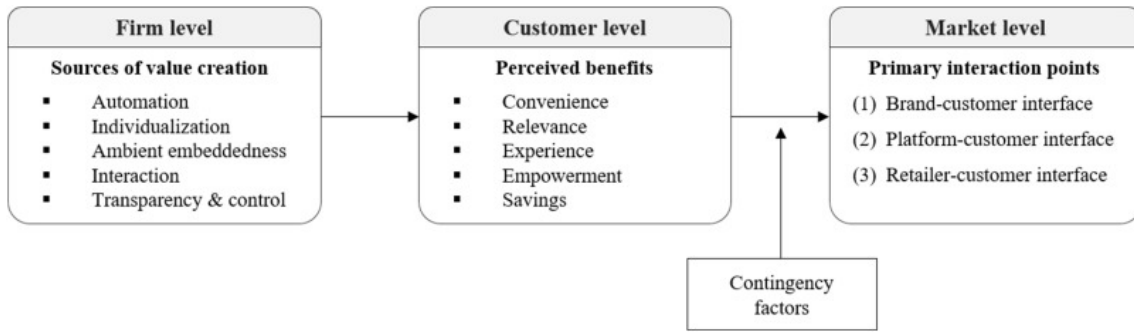 Firm level
Sources of value creation
▪ Automation
▪ Individualization
▪ Ambient embeddedness
▪ Interaction
▪ Transparency & control
Customer level
Perceived benefits
▪ Convenience
▪ Relevance
▪ Experience
▪ Empowerment
▪ Savings
Market level
Primary interaction points
(1) Brand-customer interface
(2) Platform-customer interface
(3) Retailer-customer interface
Contingency
factors